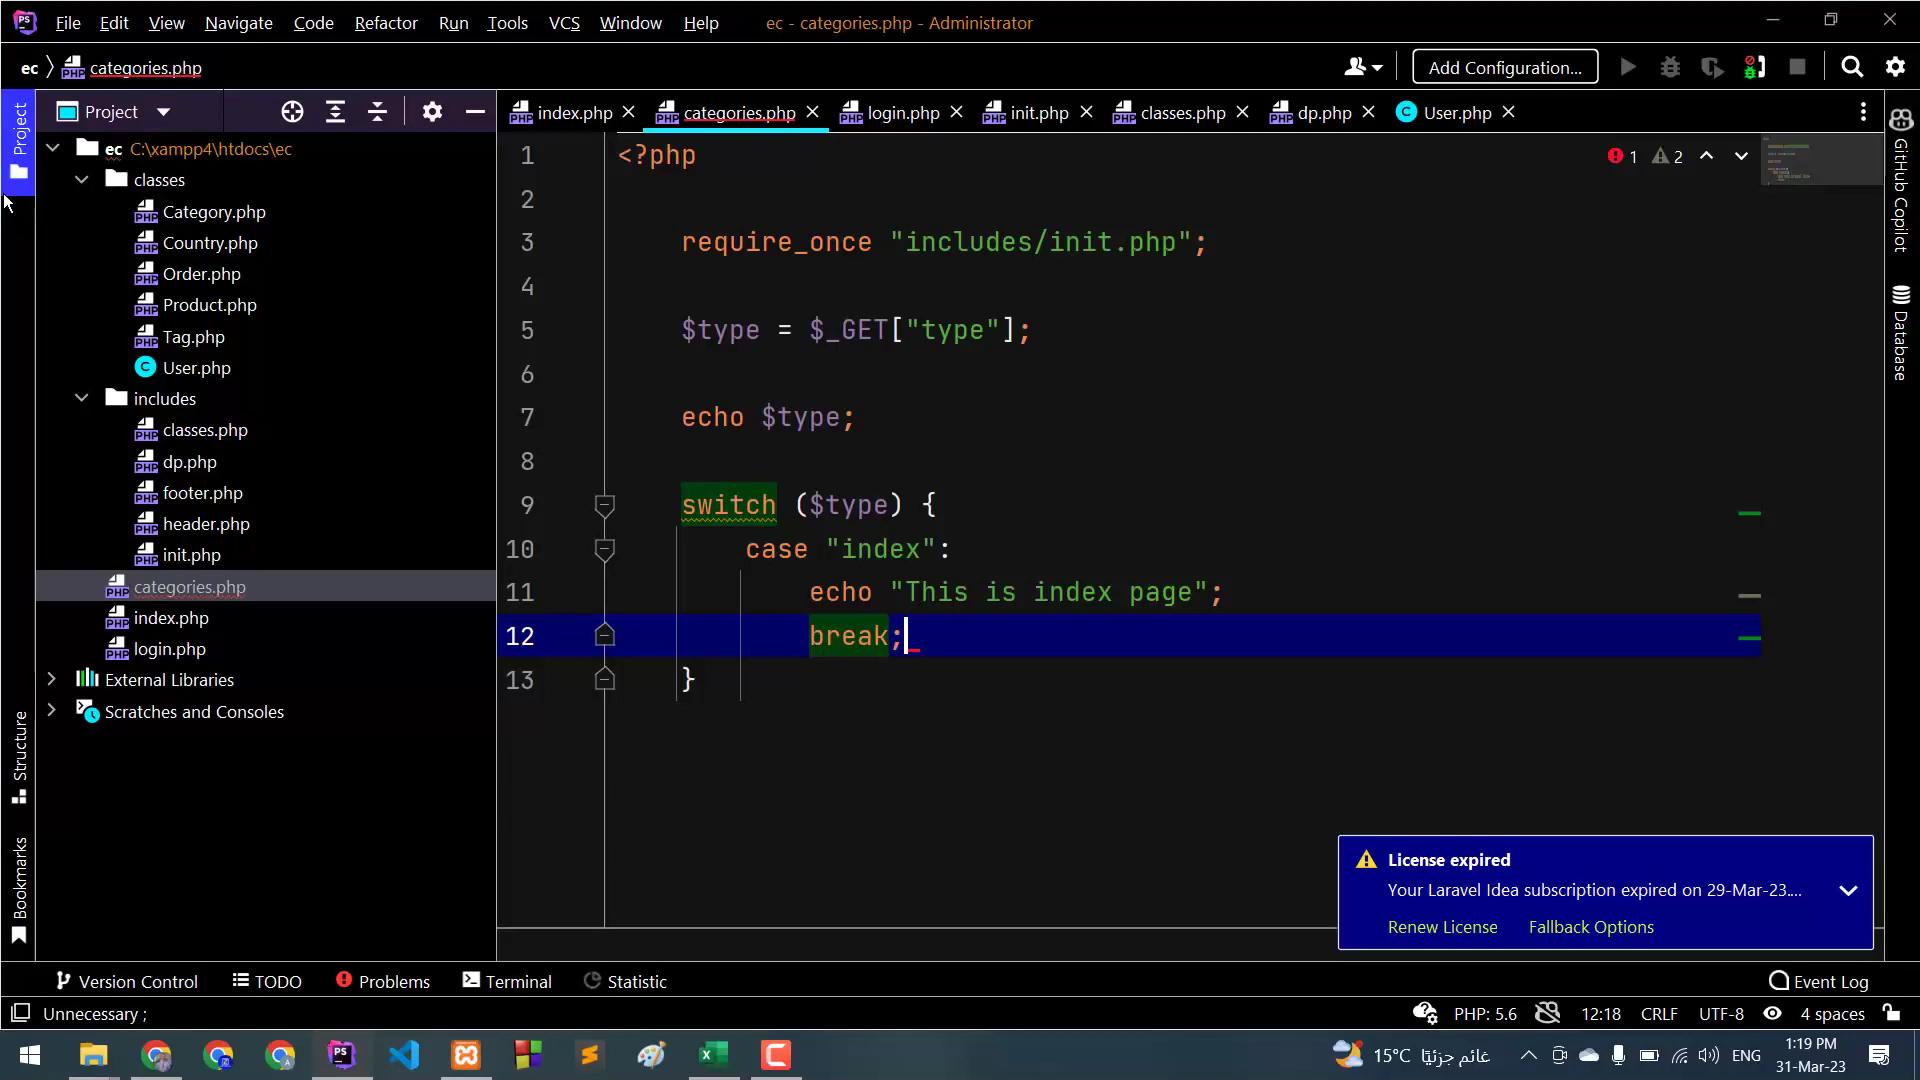 File Edit View Navigate Code Refactor Run Tools VCS Window Help ec - categories.php - Administrator
ec categories.php Add Configuration...
Project index.php categories.php login.php init.php classes.php dp.php User.php
Project
GitHub Copilot
Database
Structure
Bookmarks
ec C:\xampp4\htdocs\ec
classes
Category.php
Country.php
Order.php
Product.php
Tag.php
User.php
includes
classes.php
dp.php
footer.php
header.php
init.php
categories.php
index.php
login.php
External Libraries
Scratches and Consoles
1 <?php
2
3 require_once "includes/init.php";
4
5 $type = $_GET["type"];
6
7 echo $type;
8
9 switch ($type) {
10 case "index":
11 echo "This is index page";
12 break;
13 }
1 2
License expired
Your Laravel Idea subscription expired on 29-Mar-23....
Renew License Fallback Options
Version Control TODO Problems Terminal Statistic Event Log
Unnecessary ; PHP: 5.6 12:18 CRLF UTF-8 4 spaces
15°C غائم جزئيًا ENG 1:19 PM
31-Mar-23